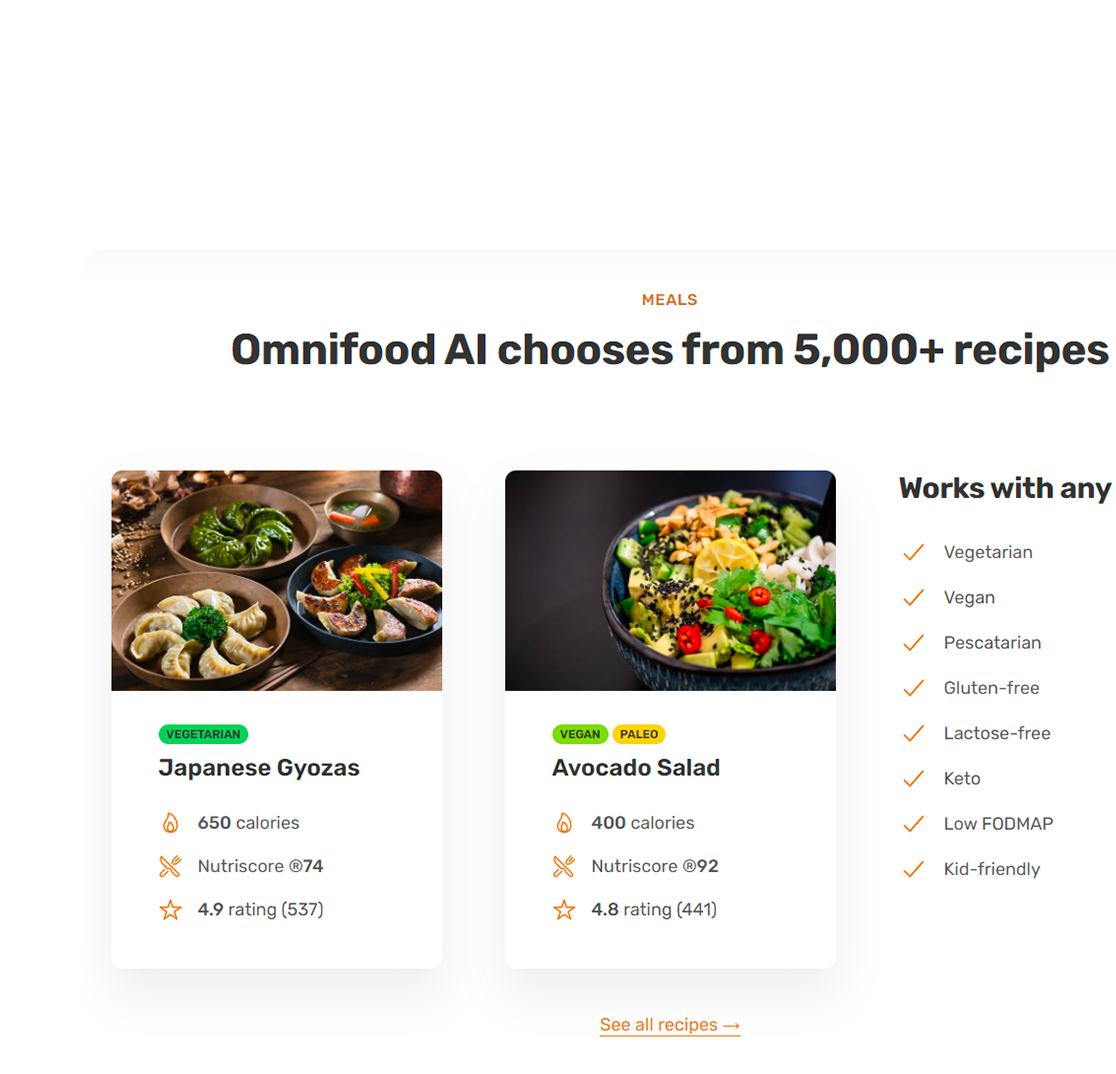 MEALS
Omnifood AI chooses from 5,000+ recipes
VEGETARIAN
Japanese Gyozas
650 calories
Nutriscore ®74
4.9 rating (537)
VEGAN PALEO
Avocado Salad
400 calories
Nutriscore ®92
4.8 rating (441)
Works with any
Vegetarian
Vegan
Pescatarian
Gluten-free
Lactose-free
Keto
Low FODMAP
Kid-friendly
See all recipes →